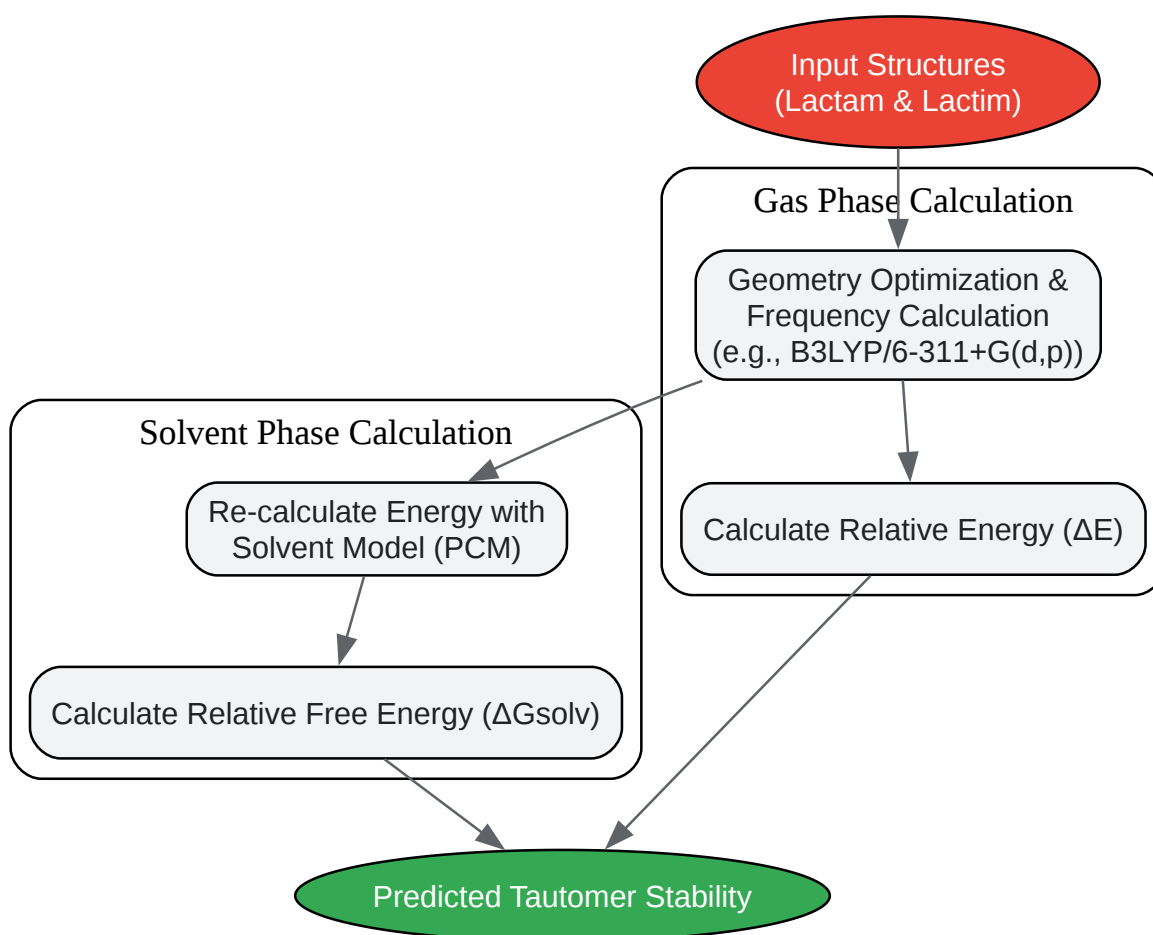 Input Structures
(Lactam & Lactim)
Gas Phase Calculation
Geometry Optimization &
Frequency Calculation
(e.g., B3LYP/6-311+G(d,p))
Solvent Phase Calculation
Re-calculate Energy with
Solvent Model (PCM)
Calculate Relative Energy (ΔE)
Calculate Relative Free Energy (ΔGsolv)
Predicted Tautomer Stability